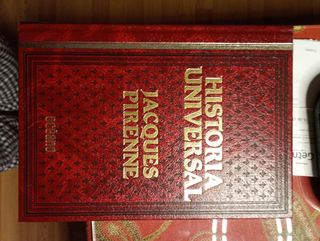 HISTORIA
UNIVERSAL
JACQUES
PIRENNE
océano